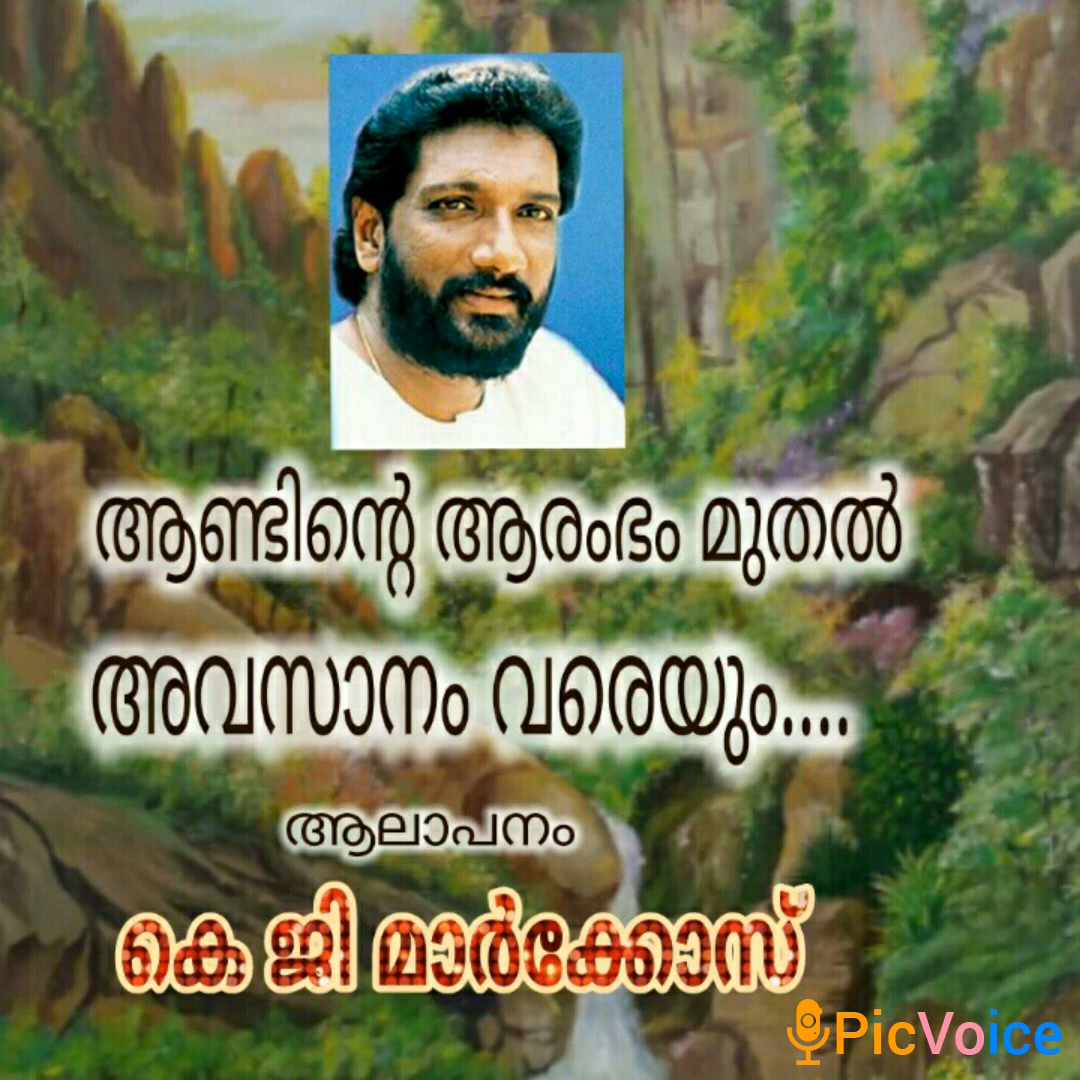 ആണ്ടിന്റെ ആരംഭം മുതൽ
അവസാനം വരെയും....
ആലാപനം
കെ ജി മാർക്കോസ്
PicVoice